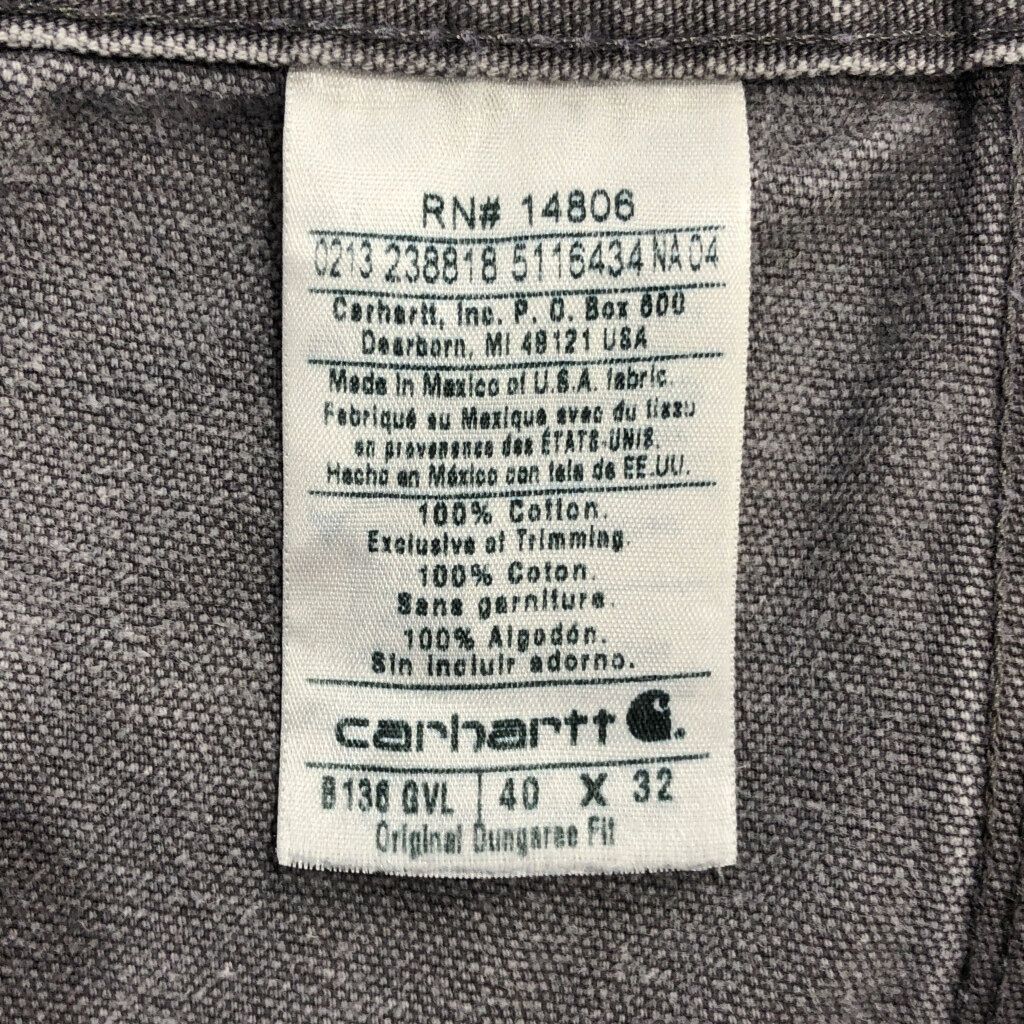 RN# 14806
0213 238818 5116434 NA 04
Carhartt, Inc. P. O. Box 600
Dearborn, MI 48121 USA
Made in Mexico of U.S.A. fabric.
Fabriqué au Mexique avec du tissu
en provenance des ÉTATS-UNIS.
Hecho en México con tela de EE.UU.
100% Cotton.
Exclusive of Trimming.
100% Coton.
Sans garniture.
100% Algodón.
Sin incluir adorno.
carhartt
B136 GVL 40 X 32
Original Dungaree Fit